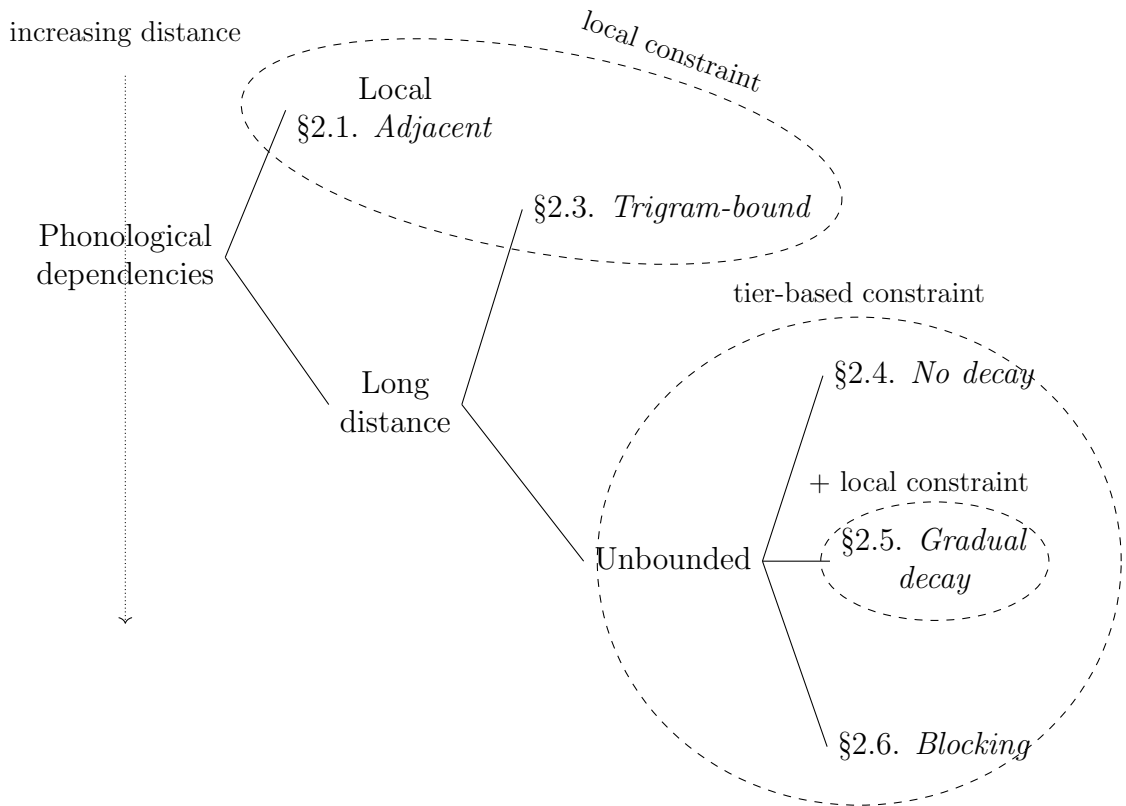 increasing distance
local constraint
Local
§2.1. Adjacent
§2.3. Trigram-bound
Phonological
dependencies
tier-based constraint
§2.4. No decay
Long
distance
+ local constraint
§2.5. Gradual
decay
Unbounded
§2.6. Blocking